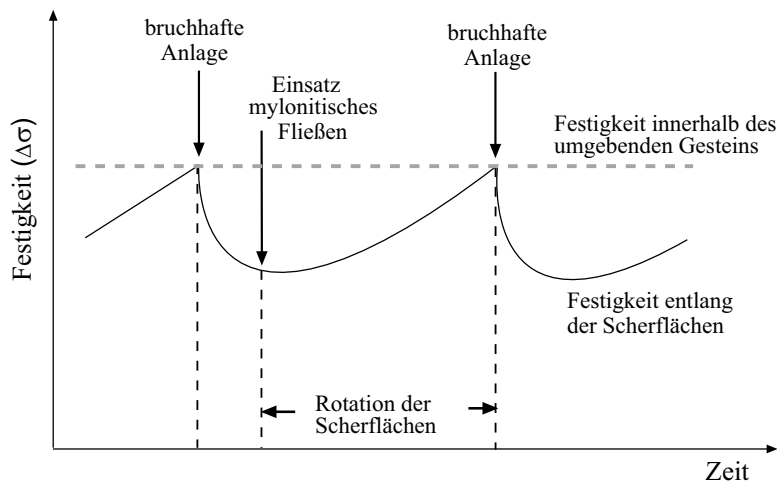 bruchhafte
Anlage
bruchhafte
Anlage
Einsatz
mylonitisches
Fließen
Festigkeit innerhalb des
umgebenden Gesteins
Festigkeit (Δσ)
Festigkeit entlang
der Scherflächen
Rotation der
Scherflächen
Zeit